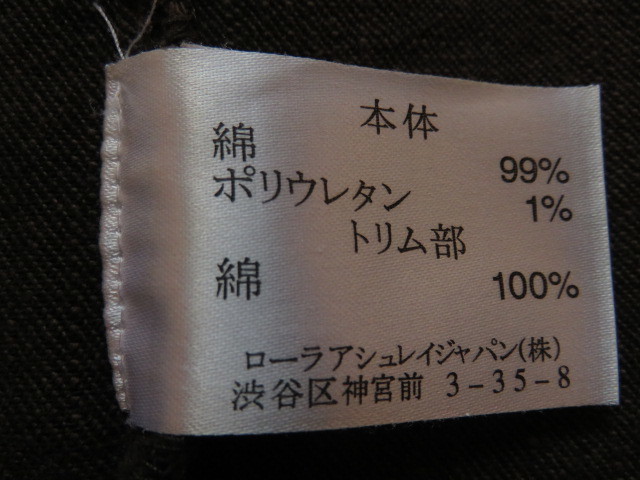 本体
綿 99%
ポリウレタン 1%
トリム部
綿 100%
ローラアシュレイジャパン(株)
渋谷区神宮前 3-35-8